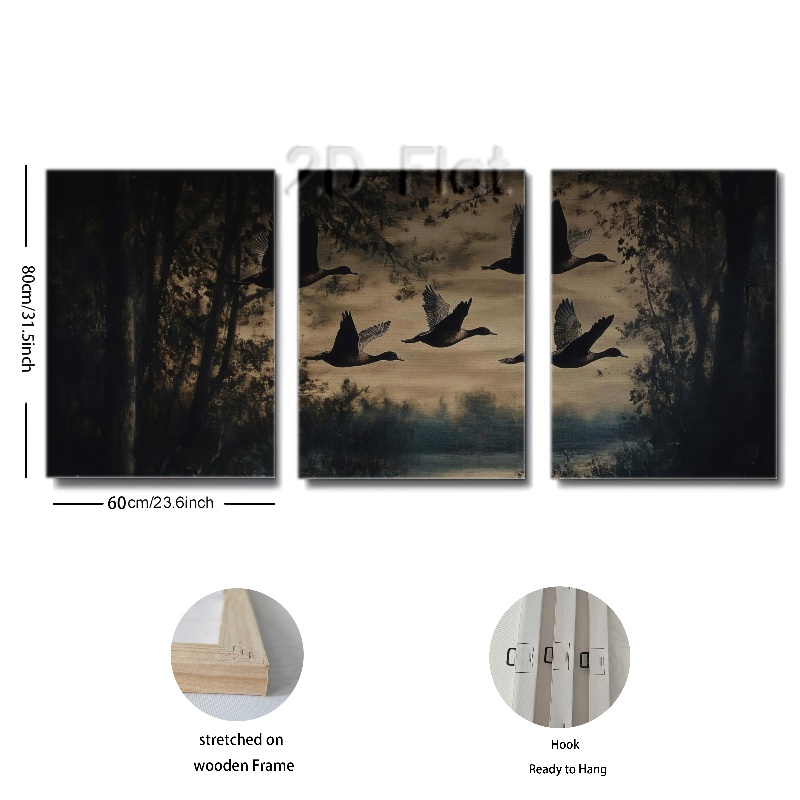 2D Flat
80cm/31.5inch
60cm/23.6inch
stretched on
wooden Frame
Hook
Ready to Hang